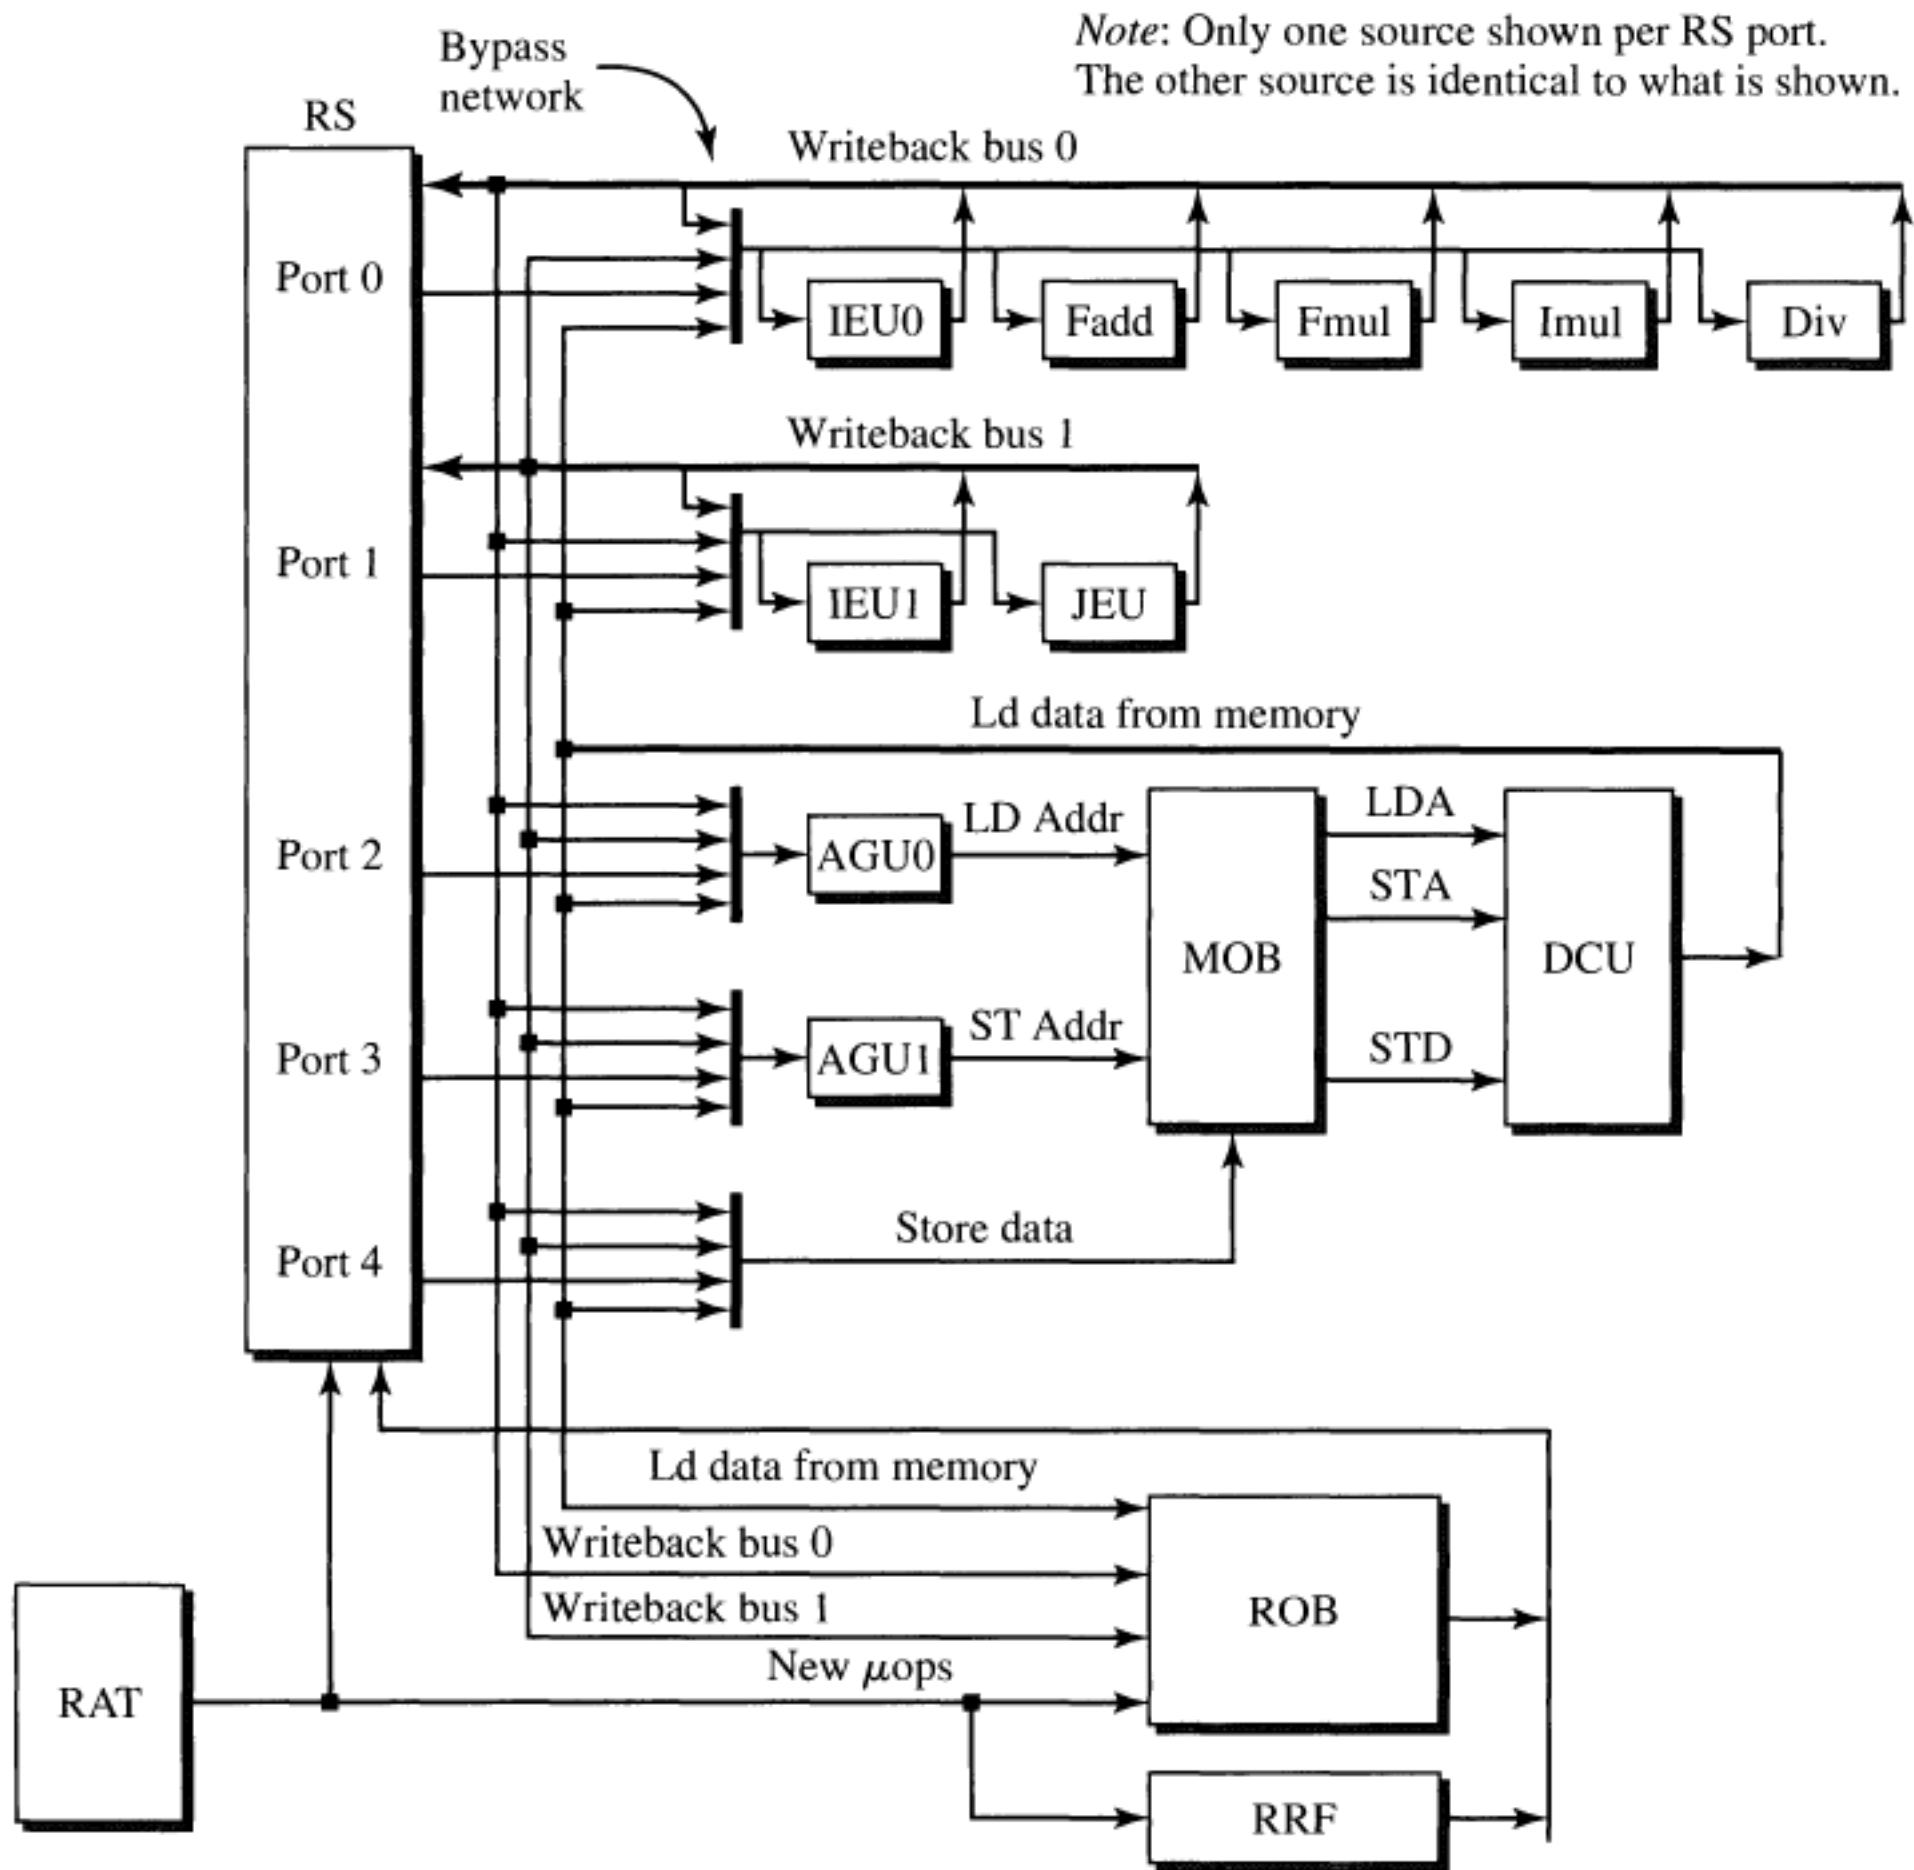 Note: Only one source shown per RS port.
The other source is identical to what is shown.
Bypass
network
RS
Writeback bus 0
Port 0
IEU0
Fadd
Fmul
Imul
Div
Writeback bus 1
Port 1
IEU1
JEU
Ld data from memory
Port 2
AGU0
LD Addr
MOB
LDA
STA
DCU
Port 3
AGU1
ST Addr
STD
Port 4
Store data
Ld data from memory
Writeback bus 0
Writeback bus 1
New μops
ROB
RAT
RRF